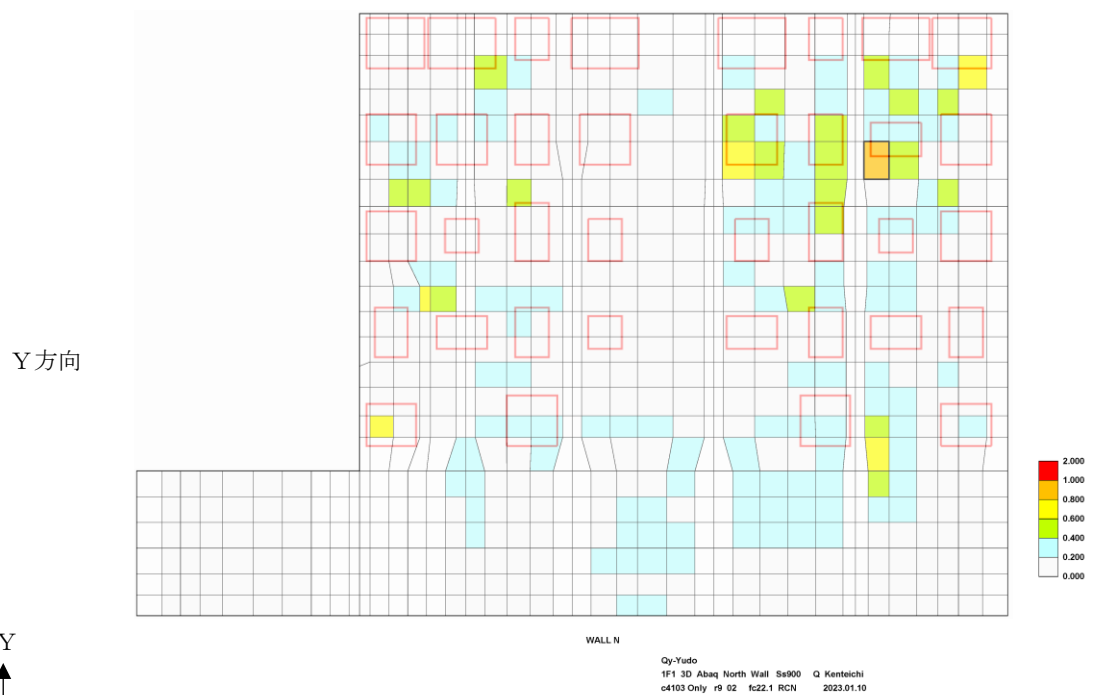 Y方向
2.000
1.000
0.800
0.600
0.400
0.200
0.000
Y
WALL N
Qy-Yudo
1F1 3D Abaq North Wall Ss900 Q Kenteichi
c4103 Only r9 02 fc22.1 RCN 2023.01.10